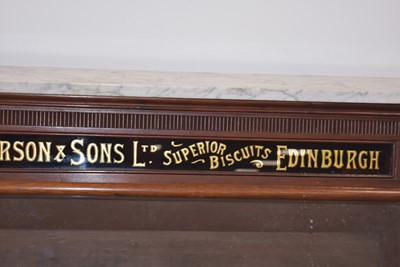 RSON & SONS LTD. SUPERIOR BISCUITS EDINBURGH